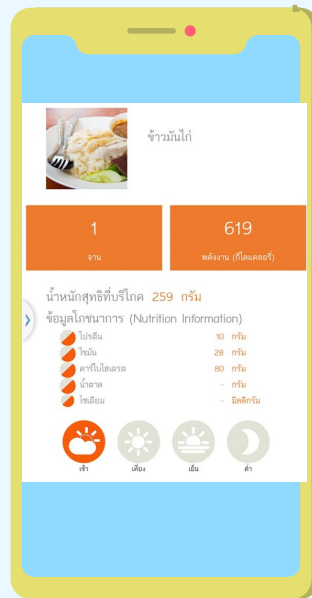 ข้าวมันไก่
1 619
จาน พลังงาน (กิโลแคลอรี่)
น้ำหนักสุทธิที่บริโภค 259 กรัม
ข้อมูลโภชนาการ (Nutrition Information)
โปรตีน 10 กรัม
ไขมัน 28 กรัม
คาร์โบไฮเดรต 80 กรัม
น้ำตาล - กรัม
โซเดียม - มิลลิกรัม
เช้า เที่ยง เย็น ค่ำ